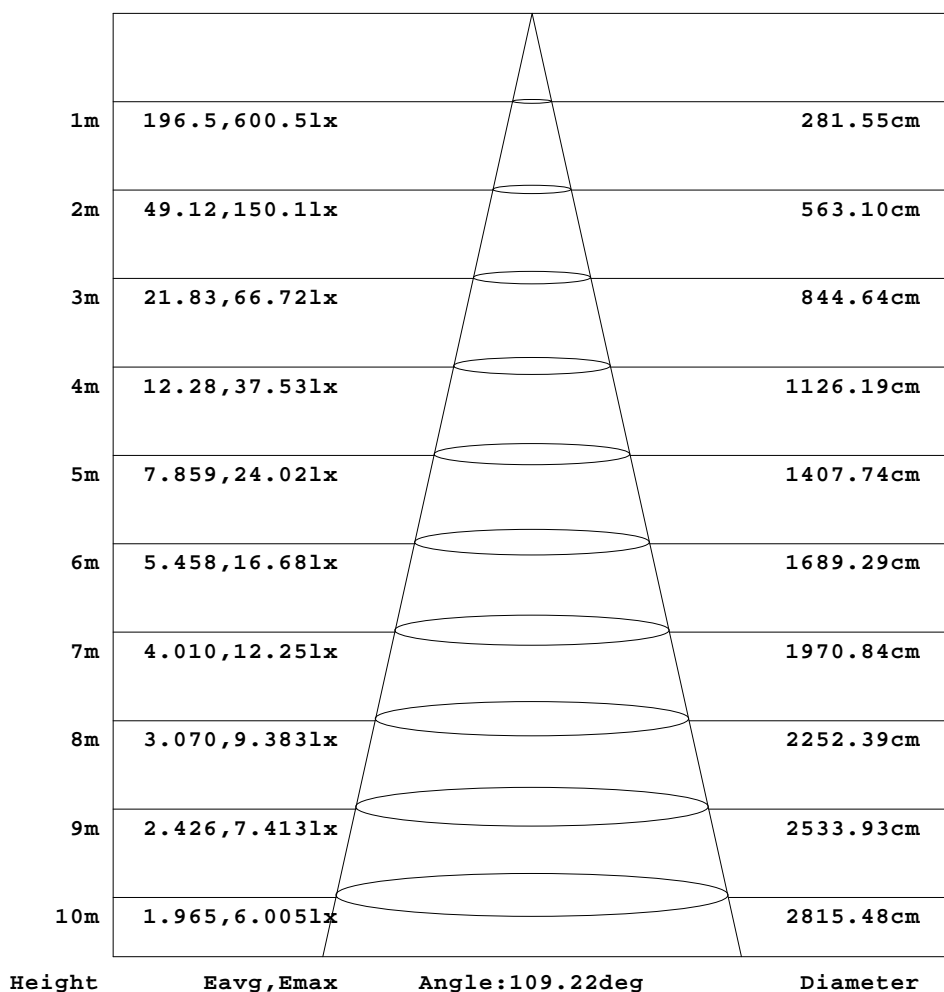 1m 196.5,600.5lx 281.55cm
2m 49.12,150.1lx 563.10cm
3m 21.83,66.72lx 844.64cm
4m 12.28,37.53lx 1126.19cm
5m 7.859,24.02lx 1407.74cm
6m 5.458,16.68lx 1689.29cm
7m 4.010,12.25lx 1970.84cm
8m 3.070,9.383lx 2252.39cm
9m 2.426,7.413lx 2533.93cm
10m 1.965,6.005lx 2815.48cm
Height Eavg,Emax Angle:109.22deg Diameter